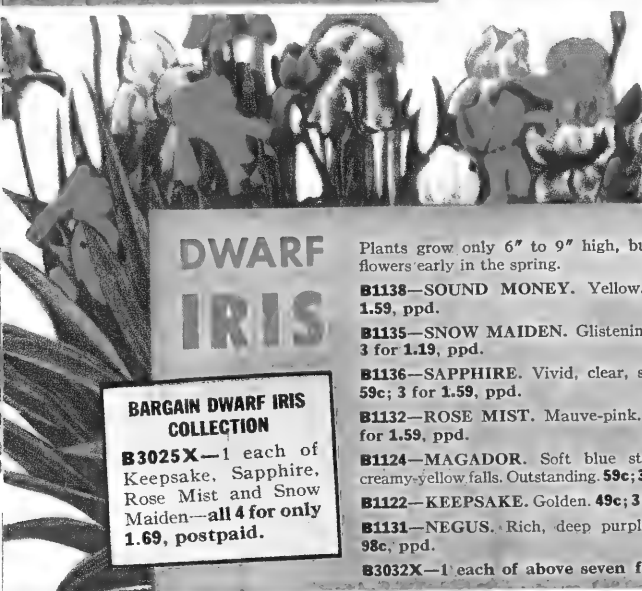 DWARF
IRIS
BARGAIN DWARF IRIS
COLLECTION
B3025X—1 each of
Keepsake, Sapphire,
Rose Mist and Snow
Maiden—all 4 for only
1.69, postpaid.
Plants grow only 6" to 9" high, bu
flowers early in the spring.
B1138—SOUND MONEY. Yellow.
1.59, ppd.
B1135—SNOW MAIDEN. Glistenin
3 for 1.19, ppd.
B1136—SAPPHIRE. Vivid, clear, s
59c; 3 for 1.59, ppd.
B1132—ROSE MIST. Mauve-pink.
for 1.59, ppd.
B1124—MAGADOR. Soft blue st
creamy-yellow falls. Outstanding. 59c; 3
B1122—KEEPSAKE. Golden. 49c; 3
B1131—NEGUS. Rich, deep purpl
98c, ppd.
B3032X—1 each of above seven f